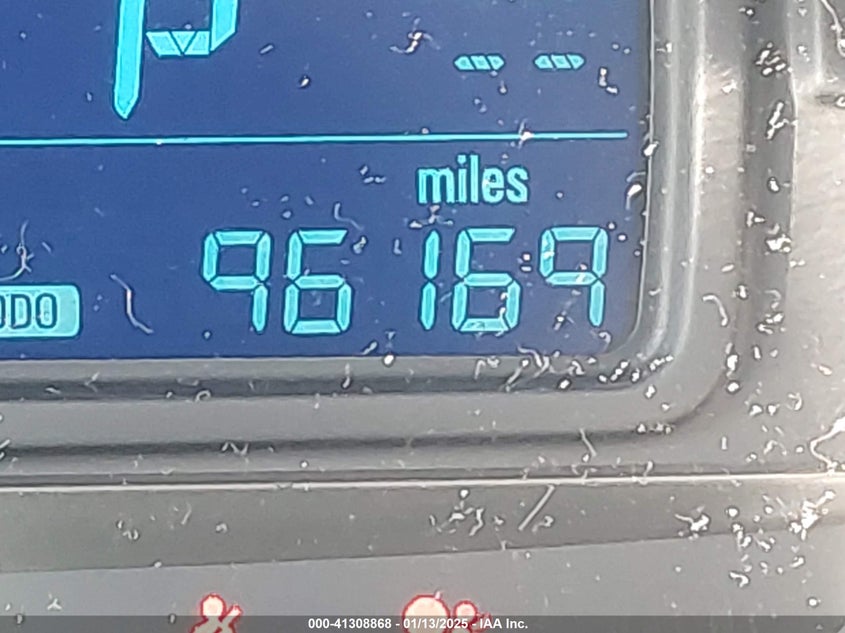 P
-- --
miles
ODO 96169
000-41308868 - 01/13/2025 - IAA Inc.